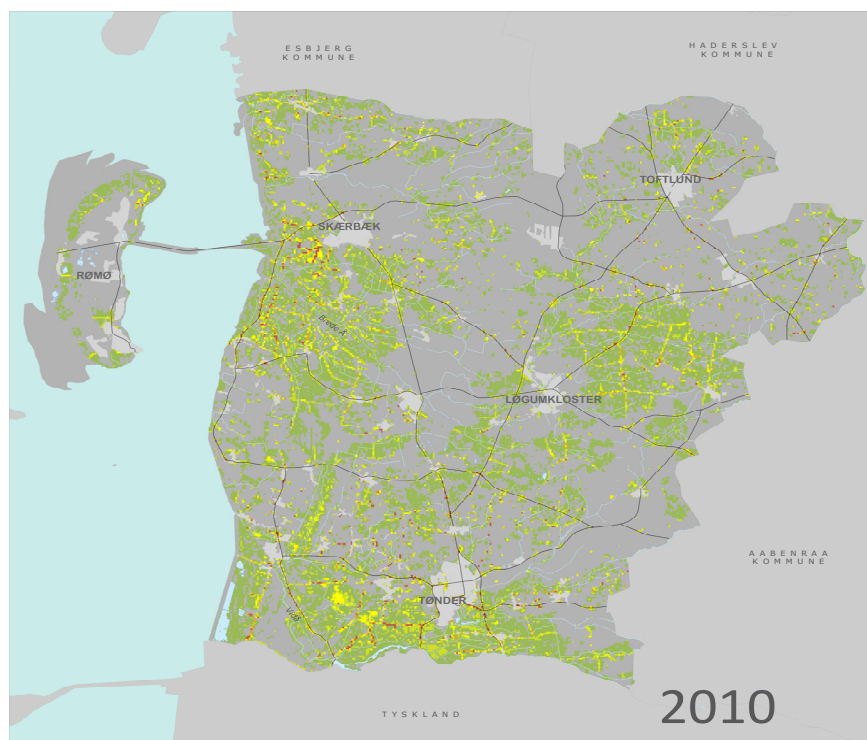 ESBJERG
KOMMUNE
HADERSLEV
KOMMUNE
TOFTLUND
SKÆRBÆK
RØMØ
Brede Å
LØGUMKLOSTER
AABENRAA
KOMMUNE
TØNDER
Vidå
TYSKLAND
2010